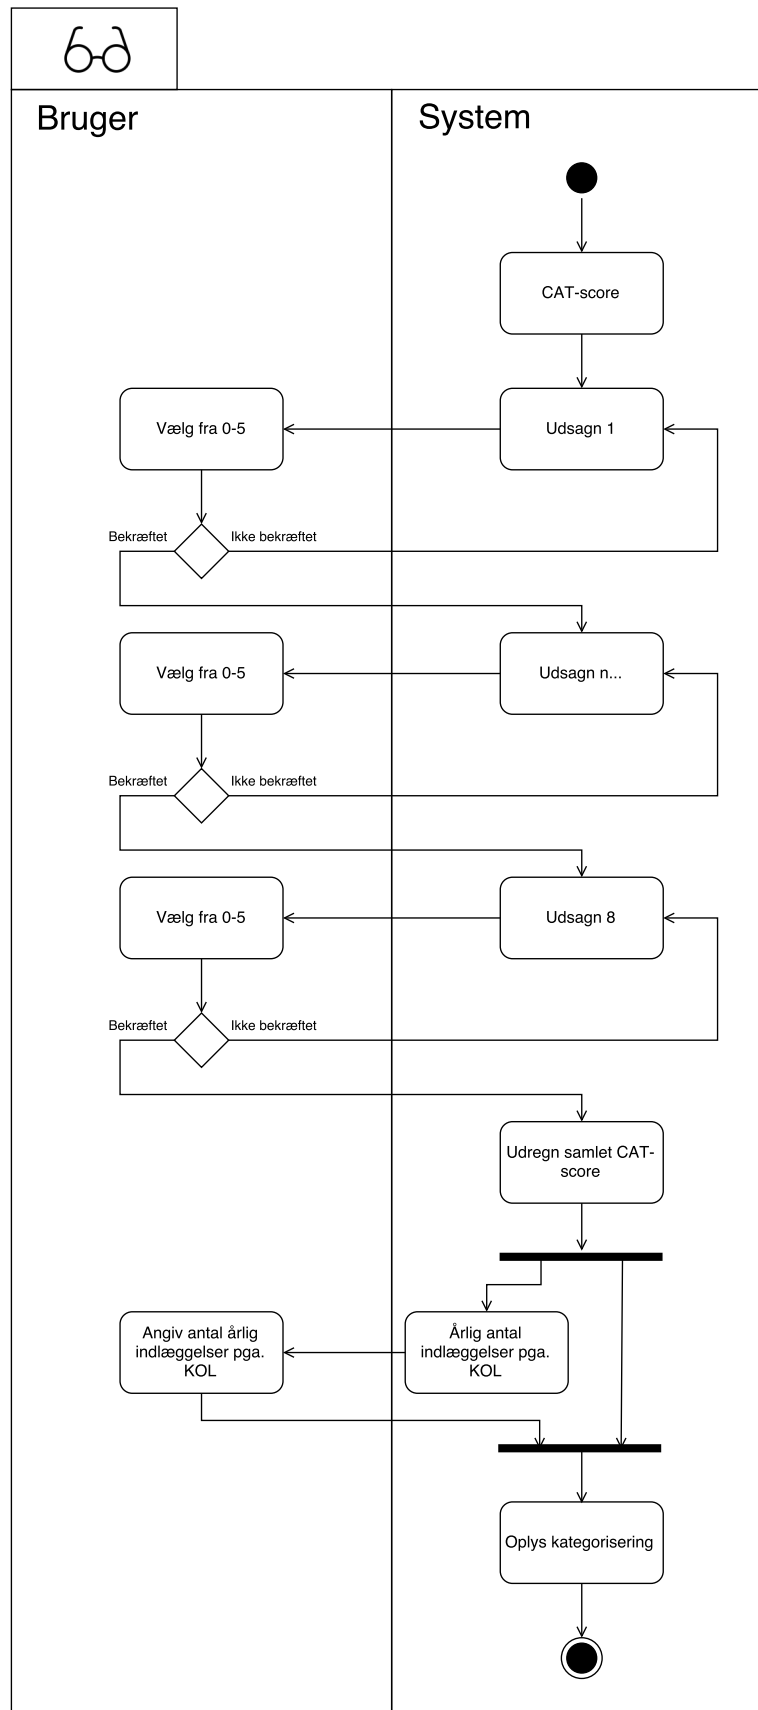 Bruger
System
CAT-score
Vælg fra 0-5
Udsagn 1
Bekræftet
Ikke bekræftet
Vælg fra 0-5
Udsagn n...
Bekræftet
Ikke bekræftet
Vælg fra 0-5
Udsagn 8
Bekræftet
Ikke bekræftet
Udregn samlet CAT-
score
Angiv antal årlig
indlæggelser pga.
KOL
Årlig antal
indlæggelser pga.
KOL
Oplys kategorisering